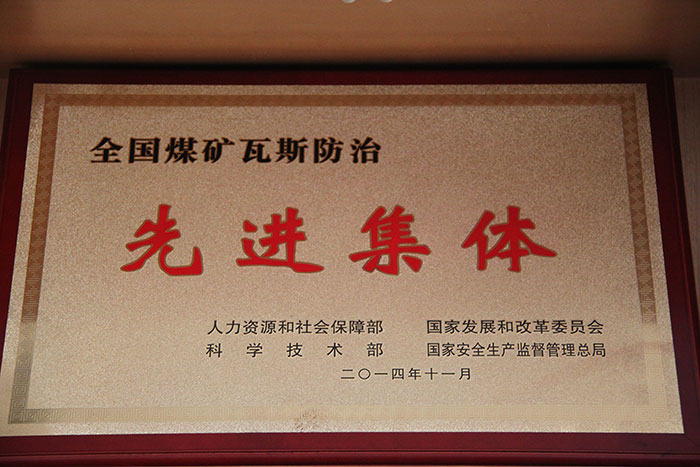 全国煤矿瓦斯防治
先进集体
人力资源和社会保障部 国家发展和改革委员会
科学技术部 国家安全生产监督管理总局
二〇一四年十一月